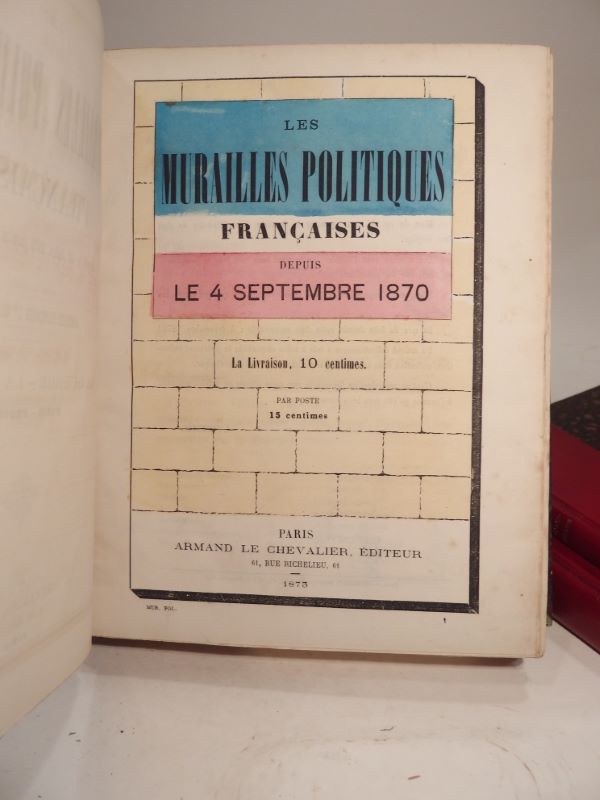 LES
MURAILLES POLITIQUES
FRANÇAISES
DEPUIS
LE 4 SEPTEMBRE 1870
La Livraison, 10 centimes.
PAR POSTE
15 centimes
PARIS
ARMAND LE CHEVALIER, ÉDITEUR
61, RUE RICHELIEU, 61
1873
MUR. POL.
1